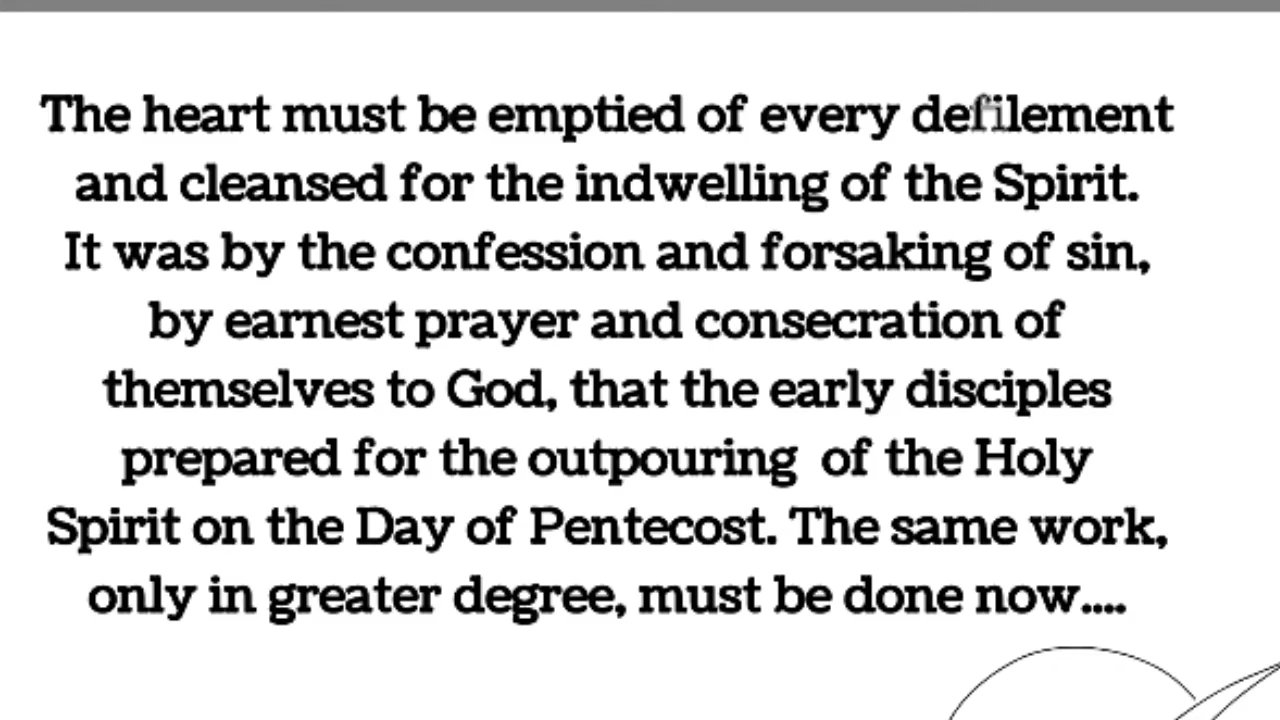 The heart must be emptied of every defilement
and cleansed for the indwelling of the Spirit.
It was by the confession and forsaking of sin,
by earnest prayer and consecration of
themselves to God, that the early disciples
prepared for the outpouring  of the Holy
Spirit on the Day of Pentecost. The same work,
only in greater degree, must be done now....